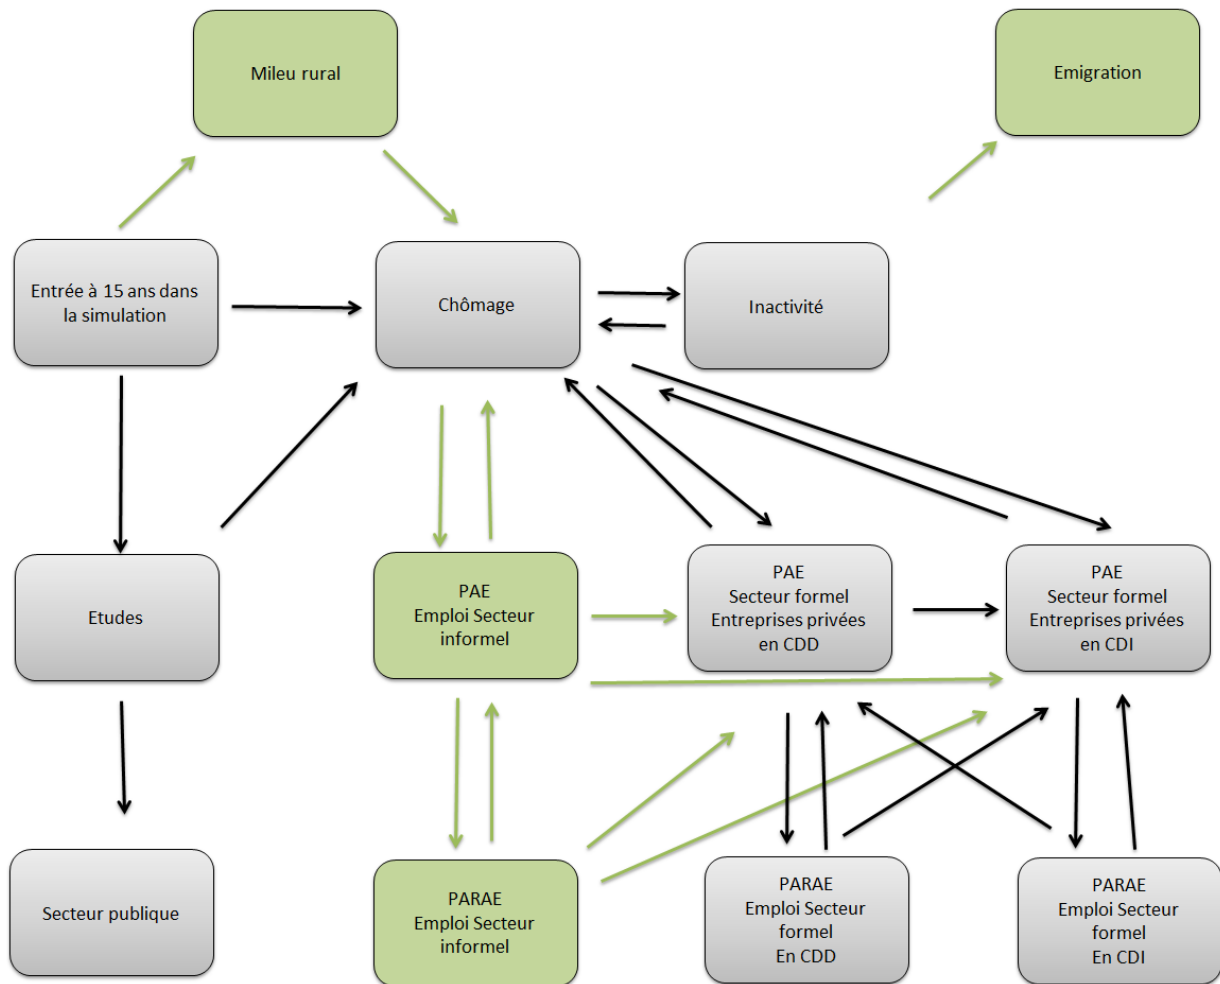 Mileu rural
Emigration
Entrée à 15 ans dans
la simulation
Chômage
Inactivité
Etudes
PAE
Emploi Secteur
informel
PAE
Secteur formel
Entreprises privées
en CDD
PAE
Secteur formel
Entreprises privées
en CDI
Secteur publique
PARAE
Emploi Secteur
informel
PARAE
Emploi Secteur
formel
En CDD
PARAE
Emploi Secteur
formel
En CDI